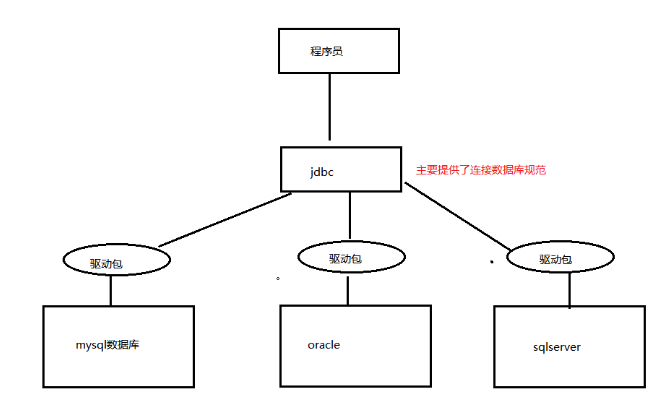 程序员
jdbc
主要提供了连接数据库规范
驱动包
驱动包
驱动包
mysql数据库
oracle
sqlserver